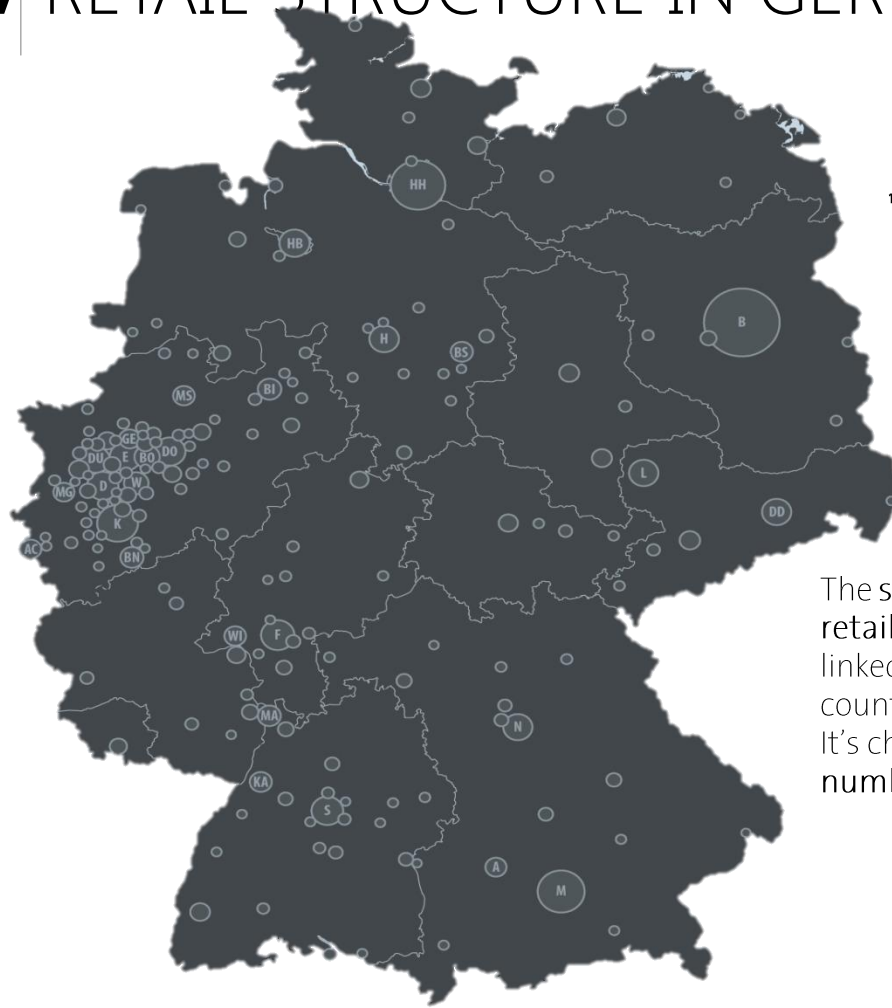 RETAIL STRUCTURE IN GER
HH
HB
B
H
BS
MS
BI
GE
DU
E
BO
DO
MG
D
W
L
K
DD
AC
BN
The s
retail
linked
count
It's ch
numb
WI
F
MA
N
KA
S
A
M